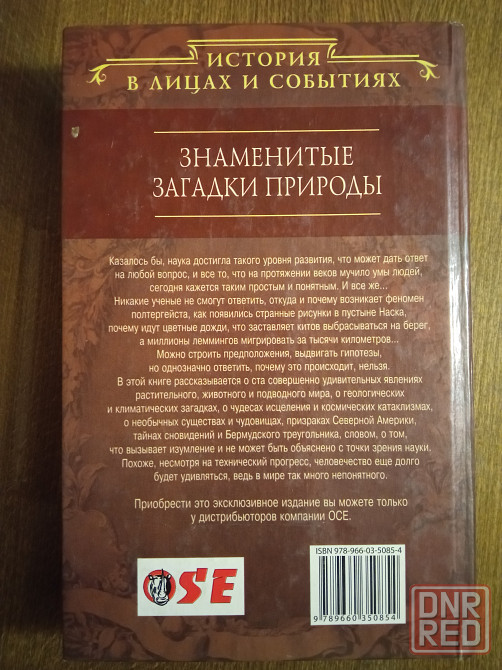 ИСТОРИЯ
В ЛИЦАХ И СОБЫТИЯХ
ЗНАМЕНИТЫЕ
ЗАГАДКИ ПРИРОДЫ
Казалось бы, наука достигла такого уровня развития, что может дать ответ
на любой вопрос, и все то, что на протяжении веков мучило умы людей,
сегодня кажется таким простым и понятным. И все же...
Никакие ученые не смогут ответить, откуда и почему возникает феномен
полтергейста, как появились странные рисунки в пустыне Наска,
почему идут цветные дожди, что заставляет китов выбрасываться на берег,
а миллионы леммингов мигрировать за тысячи километров...
Можно строить предположения, выдвигать гипотезы,
но однозначно ответить, почему это происходит, нельзя.
В этой книге рассказывается о ста совершенно удивительных явлениях
растительного, животного и подводного мира, о геологических
и климатических загадках, о чудесах исцеления и космических катаклизмах,
о необычных существах и чудовищах, призраках Северной Америки,
тайнах сновидений и Бермудского треугольника, словом, о том,
что вызывает изумление и не может быть объяснено с точки зрения науки.
Похоже, несмотря на технический прогресс, человечество еще долго
будет удивляться, ведь в мире так много непонятного.
Приобрести это эксклюзивное издание вы можете только
у дистрибьюторов компании ОСЕ.
OSE
ISBN 978-966-03-5085-4
9 789660 350854
DNR
RED